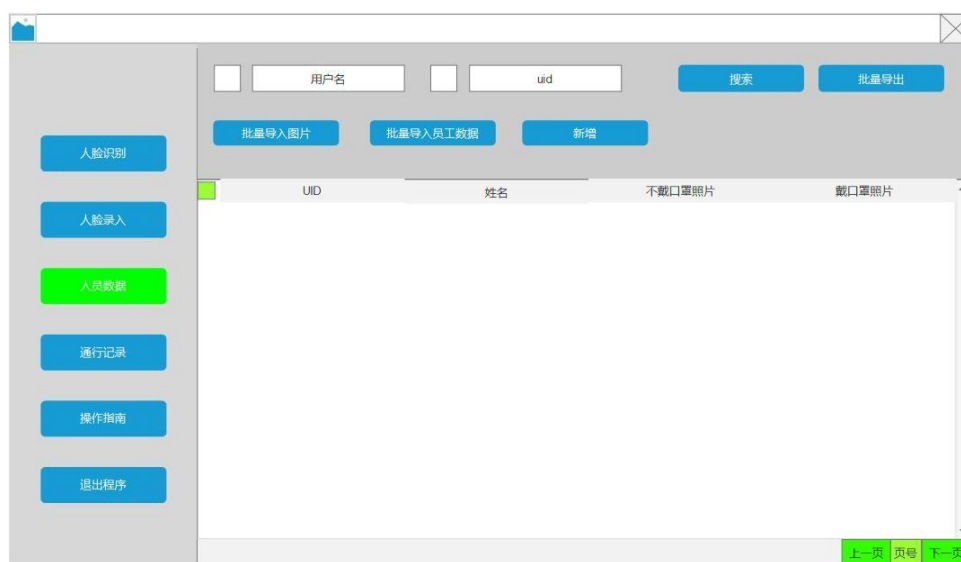 用户名 uid 搜索 批量导出
批量导入图片 批量导入员工数据 新增
人脸识别
UID 姓名 不戴口罩照片 戴口罩照片
人脸录入
人员数据
通行记录
操作指南
退出程序
上一页 页号 下一页